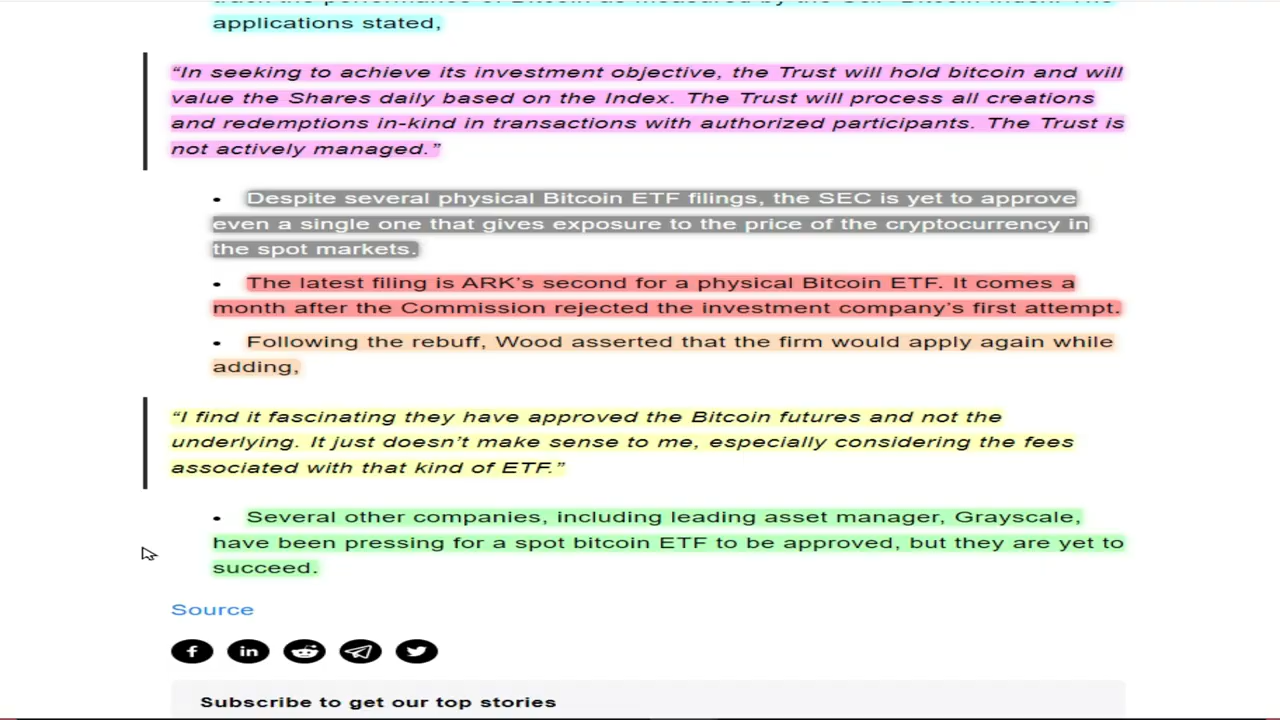 applications stated,
“In seeking to achieve its investment objective, the Trust will hold bitcoin and will
value the Shares daily based on the Index. The Trust will process all creations
and redemptions in-kind in transactions with authorized participants. The Trust is
not actively managed.”
• Despite several physical Bitcoin ETF filings, the SEC is yet to approve
even a single one that gives exposure to the price of the cryptocurrency in
the spot markets.
• The latest filing is ARK’s second for a physical Bitcoin ETF. It comes a
month after the Commission rejected the investment company’s first attempt.
• Following the rebuff, Wood asserted that the firm would apply again while
adding,
“I find it fascinating they have approved the Bitcoin futures and not the
underlying. It just doesn’t make sense to me, especially considering the fees
associated with that kind of ETF.”
• Several other companies, including leading asset manager, Grayscale,
have been pressing for a spot bitcoin ETF to be approved, but they are yet to
succeed.
Source
Subscribe to get our top stories